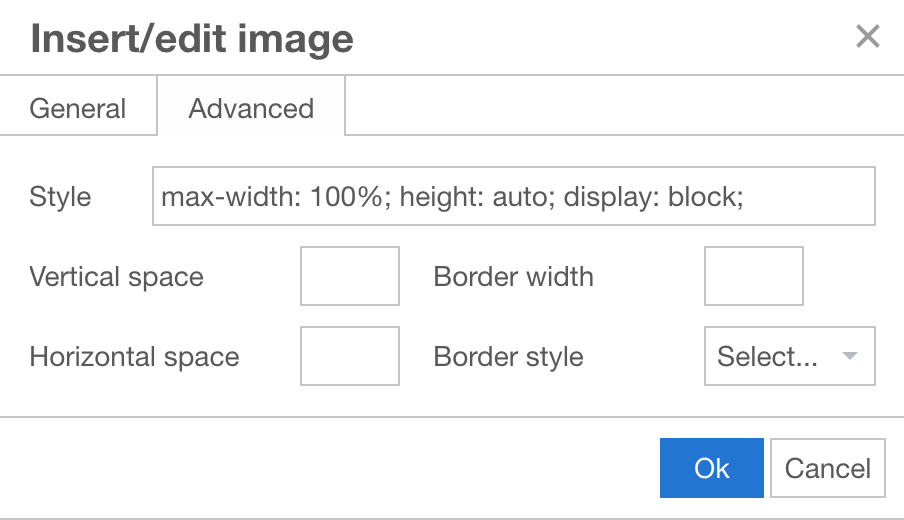 Insert/edit image
General Advanced
Style max-width: 100%; height: auto; display: block;
Vertical space Border width
Horizontal space Border style Select...
Ok Cancel